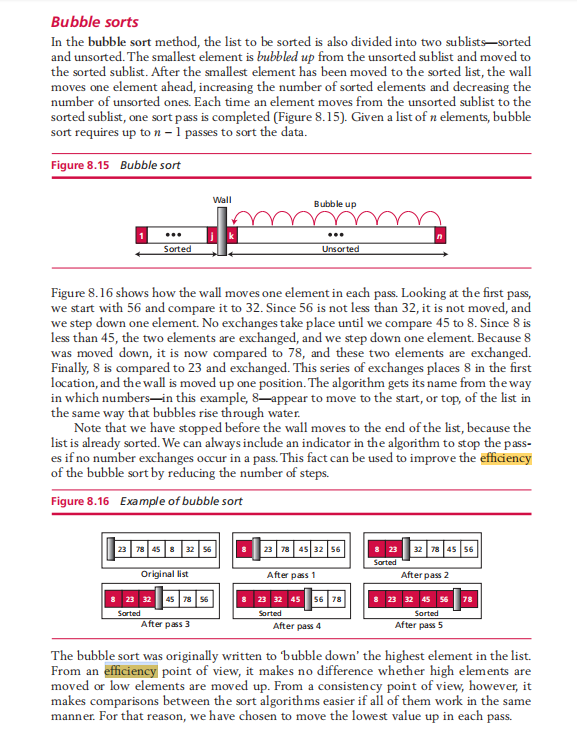 Bubble sorts
In the bubble sort method, the list to be sorted is also divided into two sublists—sorted
and unsorted. The smallest element is bubbled up from the unsorted sublist and moved to
the sorted sublist. After the smallest element has been moved to the sorted list, the wall
moves one element ahead, increasing the number of sorted elements and decreasing the
number of unsorted ones. Each time an element moves from the unsorted sublist to the
sorted sublist, one sort pass is completed (Figure 8.15). Given a list of n elements, bubble
sort requires up to n – 1 passes to sort the data.
Figure 8.15 Bubble sort
Wall
Bubble up
1 ••• j k ••• n
Sorted Unsorted
Figure 8.16 shows how the wall moves one element in each pass. Looking at the first pass,
we start with 56 and compare it to 32. Since 56 is not less than 32, it is not moved, and
we step down one element. No exchanges take place until we compare 45 to 8. Since 8 is
less than 45, the two elements are exchanged, and we step down one element. Because 8
was moved down, it is now compared to 78, and these two elements are exchanged.
Finally, 8 is compared to 23 and exchanged. This series of exchanges places 8 in the first
location, and the wall is moved up one position. The algorithm gets its name from the way
in which numbers—in this example, 8—appear to move to the start, or top, of the list in
the same way that bubbles rise through water.
Note that we have stopped before the wall moves to the end of the list, because the
list is already sorted. We can always include an indicator in the algorithm to stop the pass-
es if no number exchanges occur in a pass. This fact can be used to improve the efficiency
of the bubble sort by reducing the number of steps.
Figure 8.16 Example of bubble sort
23 78 45 8 32 56
Original list
8 23 78 45 32 56
After pass 1
8 23 32 78 45 56
Sorted
After pass 2
8 23 32 45 78 56
Sorted
After pass 3
8 23 32 45 56 78
Sorted
After pass 4
8 23 32 45 56 78
Sorted
After pass 5
The bubble sort was originally written to ‘bubble down’ the highest element in the list.
From an efficiency point of view, it makes no difference whether high elements are
moved or low elements are moved up. From a consistency point of view, however, it
makes comparisons between the sort algorithms easier if all of them work in the same
manner. For that reason, we have chosen to move the lowest value up in each pass.